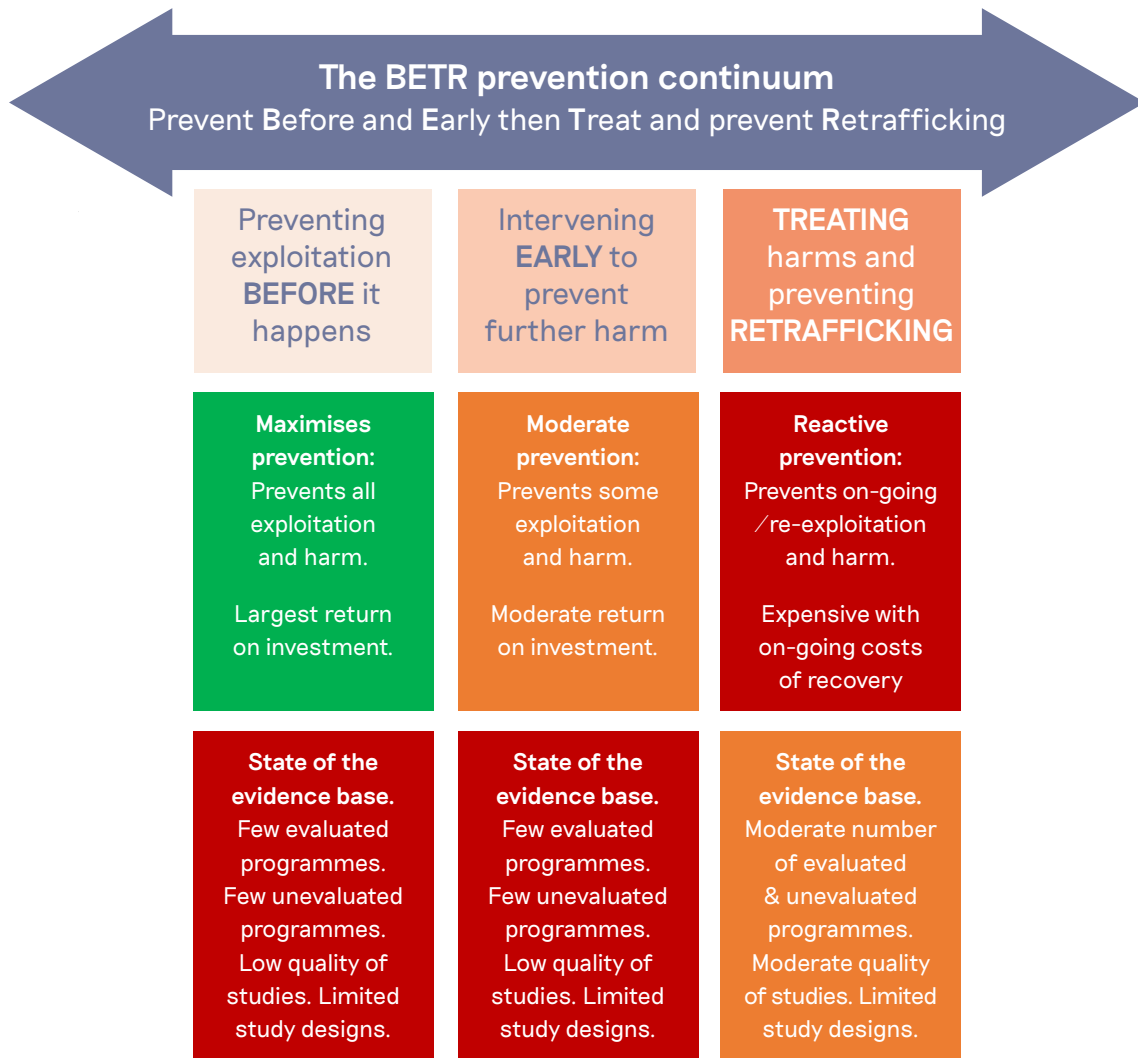 The BETR prevention continuum
Prevent Before and Early then Treat and prevent Retrafficking
Preventing
exploitation
BEFORE it
happens
Intervening
EARLY to
prevent
further harm
TREATING
harms and
preventing
RETRAFFICKING
Maximises
prevention:
Prevents all
exploitation
and harm.
Largest return
on investment.
Moderate
prevention:
Prevents some
exploitation
and harm.
Moderate return
on investment.
Reactive
prevention:
Prevents on-going
/re-exploitation
and harm.
Expensive with
on-going costs
of recovery
State of the
evidence base.
Few evaluated
programmes.
Few unevaluated
programmes.
Low quality of
studies. Limited
study designs.
State of the
evidence base.
Few evaluated
programmes.
Few unevaluated
programmes.
Low quality of
studies. Limited
study designs.
State of the
evidence base.
Moderate number
of evaluated
& unevaluated
programmes.
Moderate quality
of studies. Limited
study designs.